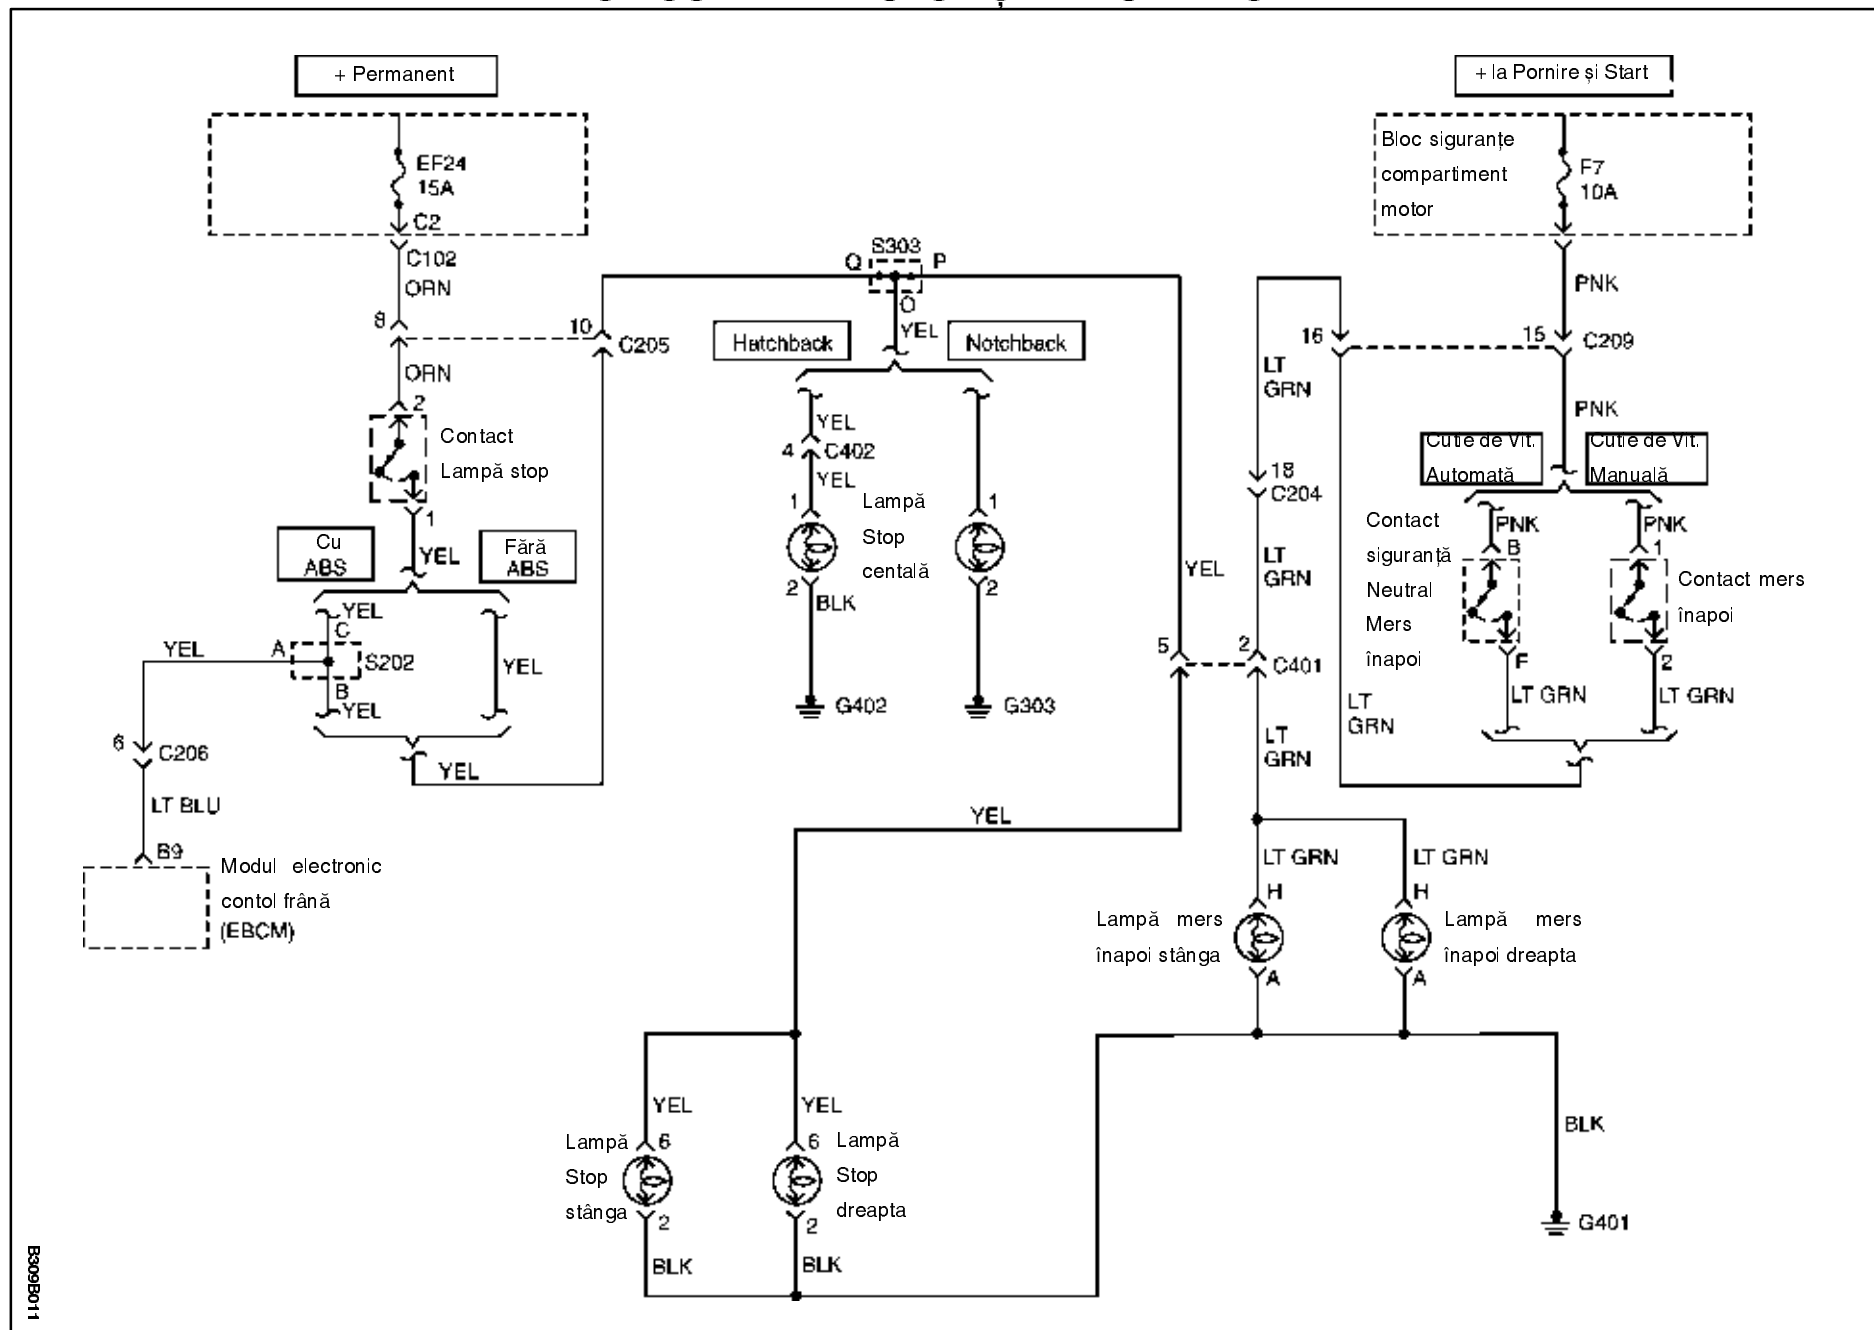 + Permanent
+ la Pornire și Start
EF24
15A
C2
C102
ORN
8
10
C205
ORN
2
Contact
Lampă stop
1
Cu
ABS
YEL
Fără
ABS
YEL
C
YEL
A
S202
B
YEL
YEL
6
C206
YEL
LT BLU
B9
Modul electronic
contol frână
(EBCM)
S303
Q
P
O
YEL
Hatchback
Notchback
YEL
4
C402
YEL
1
1
Lampă
Stop
centală
2
BLK
2
G402
G303
YEL
5
2
C401
YEL
Bloc siguranțe
compartiment
motor
F7
10A
PNK
16
15
C209
LT
GRN
PNK
Cutie de Vit.
Automată
Cutie de Vit.
Manuală
18
C204
Contact
siguranță
Neutral
Mers
înapoi
PNK
B
PNK
1
Contact mers
înapoi
LT
GRN
F
2
LT GRN
LT GRN
LT
GRN
LT
GRN
LT GRN
LT GRN
H
H
Lampă mers
înapoi stânga
Lampă mers
înapoi dreapta
A
A
YEL
YEL
Lampă
Stop
stânga
6
6
Lampă
Stop
dreapta
2
2
BLK
BLK
BLK
G401
B309B011